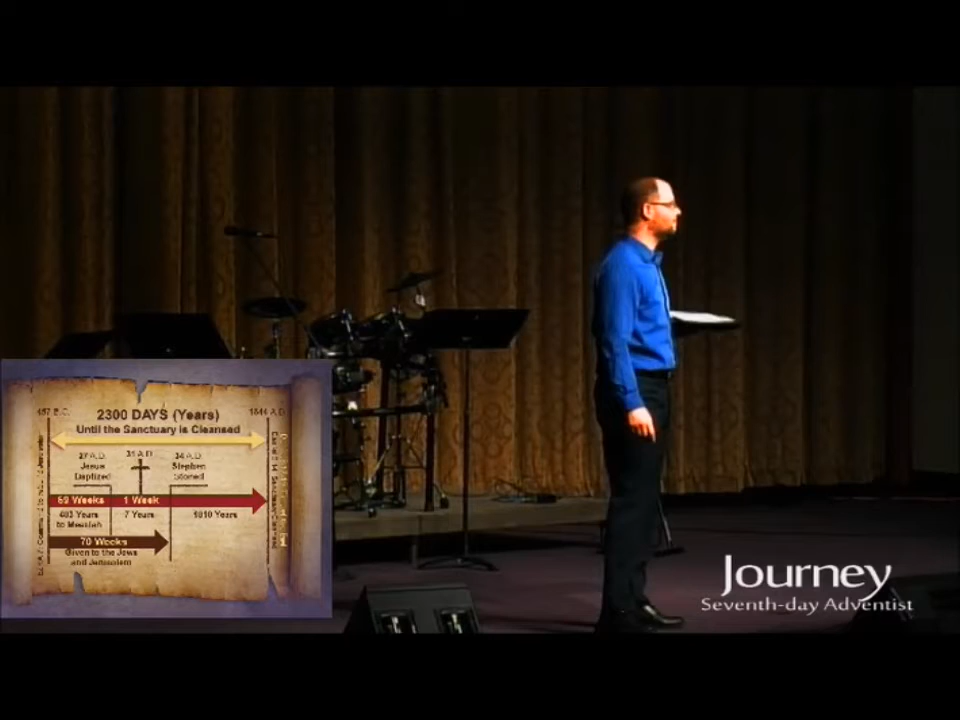 457 B.C.
2300 DAYS (Years)
1844 A.D.
Until the Sanctuary is Cleansed
27 A.D.
Jesus
Baptized
31 A.D.
34 A.D.
Stephen
Stoned
69 Weeks
1 Week
483 Years
to Messiah
7 Years
1810 Years
70 Weeks
Given to the Jews
and Jerusalem
Journey
Seventh-day Adventist